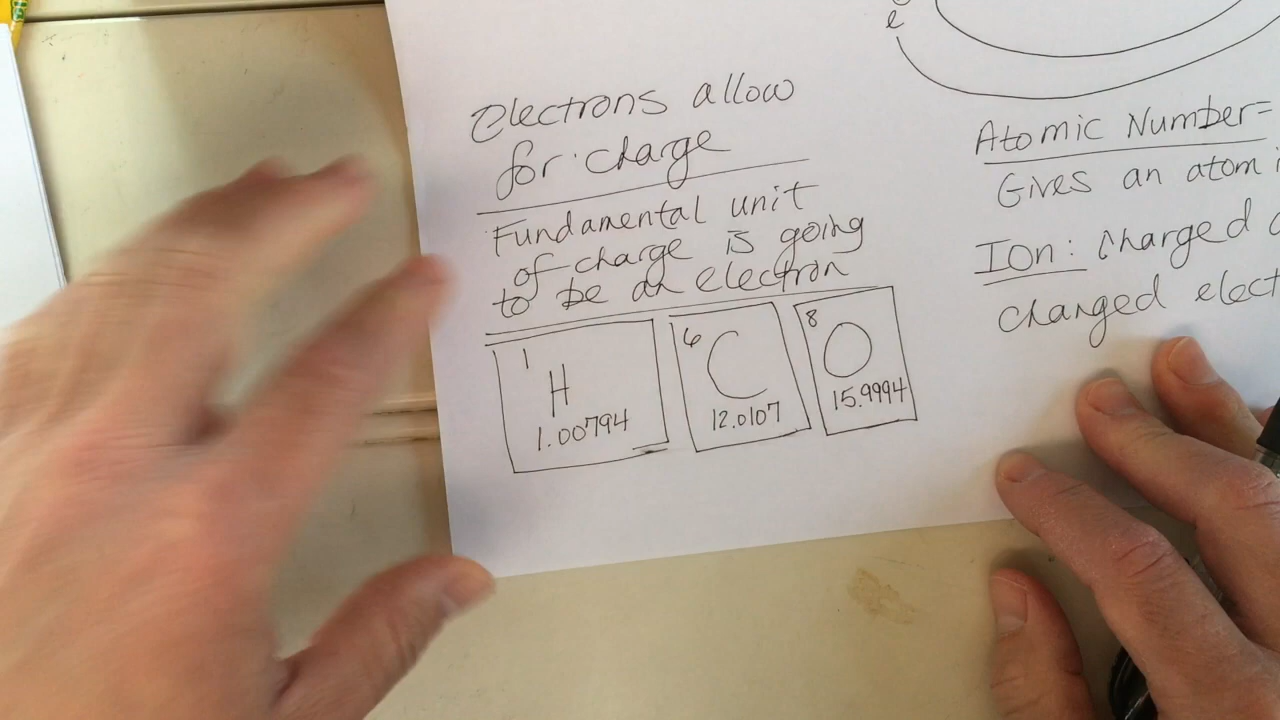 Electrons allow
for charge
Fundamental unit
of charge is going
to be an electron
1
H
1.00794
6
C
12.0107
8
O
15.9994
e
Atomic Number=
Gives an atom
Ion: Charged
changed elect